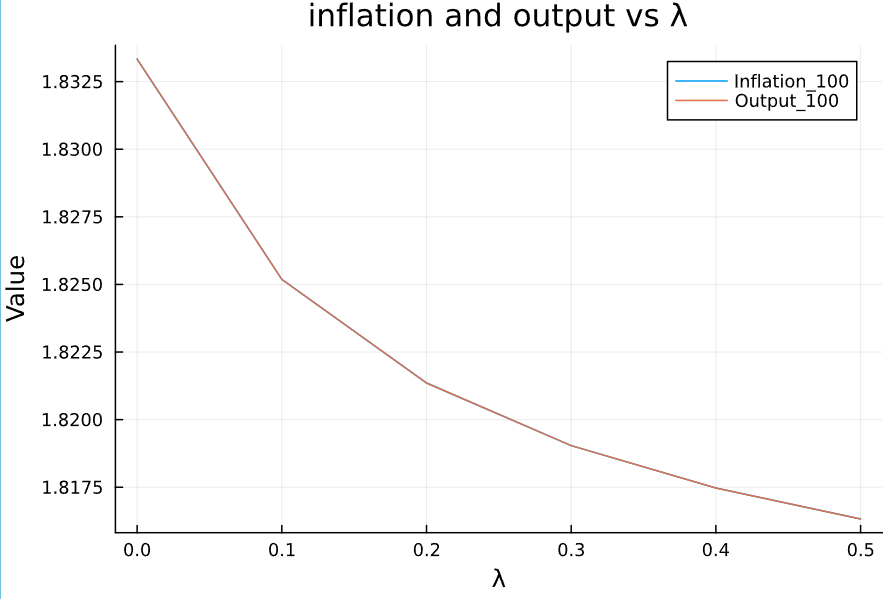 inflation and output vs λ
Value
1.8325
1.8300
1.8275
1.8250
1.8225
1.8200
1.8175
Inflation_100
Output_100
0.0 0.1 0.2 0.3 0.4 0.5
λ